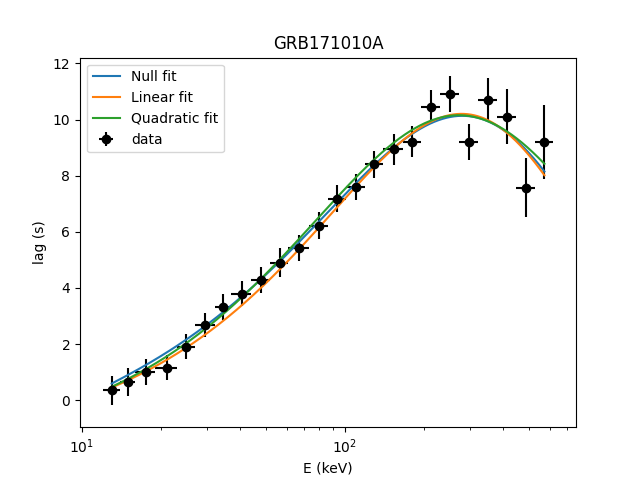 GRB171010A
12
10
8
6
4
2
0
lag (s)
Null fit
Linear fit
Quadratic fit
data
10¹
10²
E (keV)